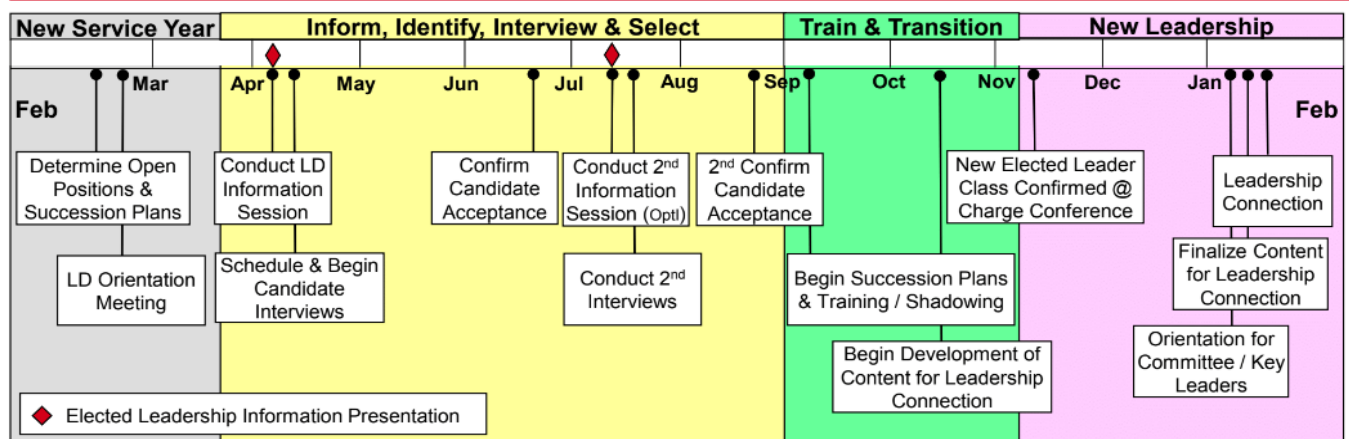 New Service Year
Inform, Identify, Interview & Select
Train & Transition
New Leadership
Feb
Mar
Apr
May
Jun
Jul
Aug
Sep
Oct
Nov
Dec
Jan
Feb
Determine Open
Positions &
Succession Plans
LD Orientation
Meeting
Conduct LD
Information
Session
Schedule & Begin
Candidate
Interviews
Confirm
Candidate
Acceptance
Conduct 2nd
Information
Session (Optl)
Conduct 2nd
Interviews
2nd Confirm
Candidate
Acceptance
Begin Succession Plans
& Training / Shadowing
Begin Development of
Content for Leadership
Connection
New Elected Leader
Class Confirmed @
Charge Conference
Leadership
Connection
Finalize Content
for Leadership
Connection
Orientation for
Committee / Key
Leaders
Elected Leadership Information Presentation